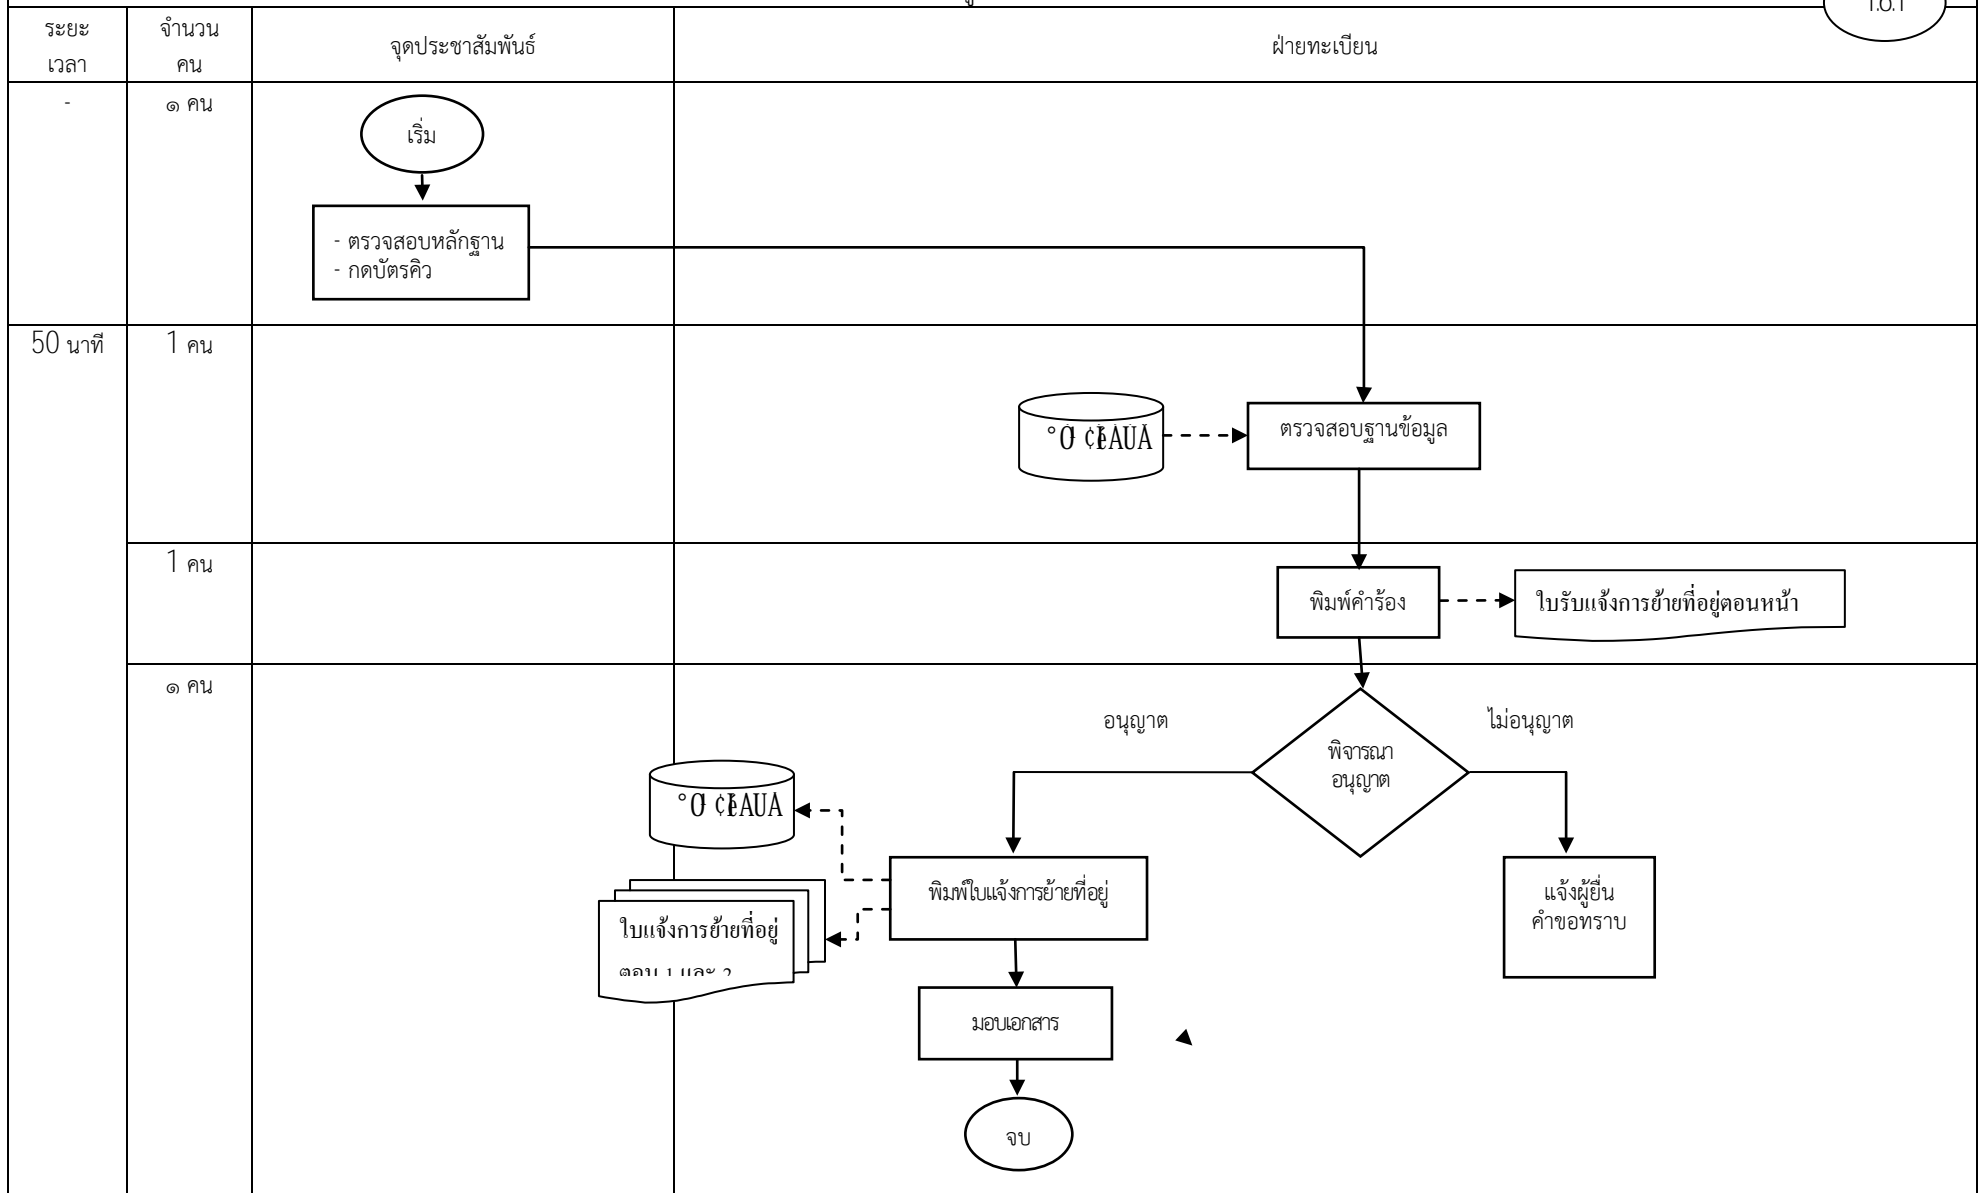 ระยะ
เวลา
จำนวน
คน
จุดประชาสัมพันธ์
ฝ่ายทะเบียน
-
๑ คน
เริ่ม
- ตรวจสอบหลักฐาน
- กดบัตรคิว
50 นาที
1 คน
ตรวจสอบฐานข้อมูล
1 คน
พิมพ์คำร้อง
ใบรับแจ้งการย้ายที่อยู่ตอนหน้า
๑ คน
อนุญาต
ไม่อนุญาต
พิจารณา
อนุญาต
พิมพ์ใบแจ้งการย้ายที่อยู่
แจ้งผู้ยื่น
คำขอทราบ
ใบแจ้งการย้ายที่อยู่
ตอน 1 และ 2
มอบเอกสาร
จบ